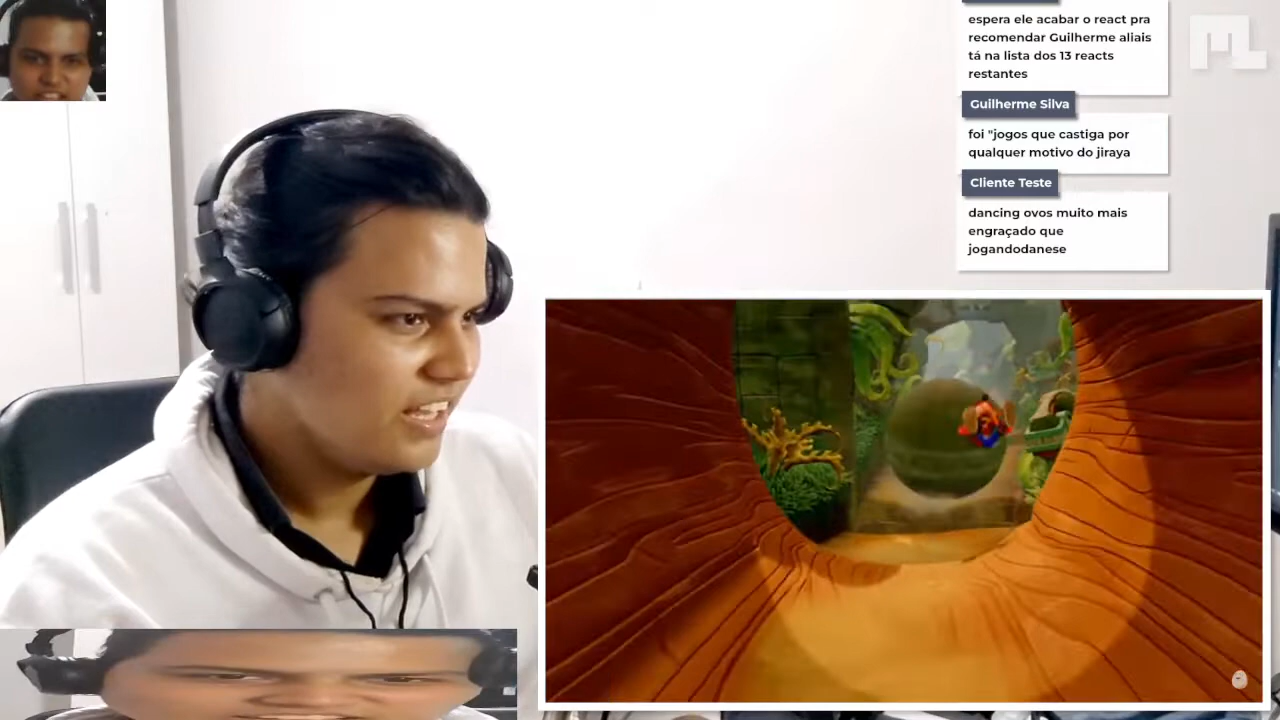 espera ele acabar o react pra
recomendar Guilherme aliais
tá na lista dos 13 reacts
restantes
Guilherme Silva
foi "jogos que castiga por
qualquer motivo do jiraya
Cliente Teste
dancing ovos muito mais
engraçado que
jogandodanese